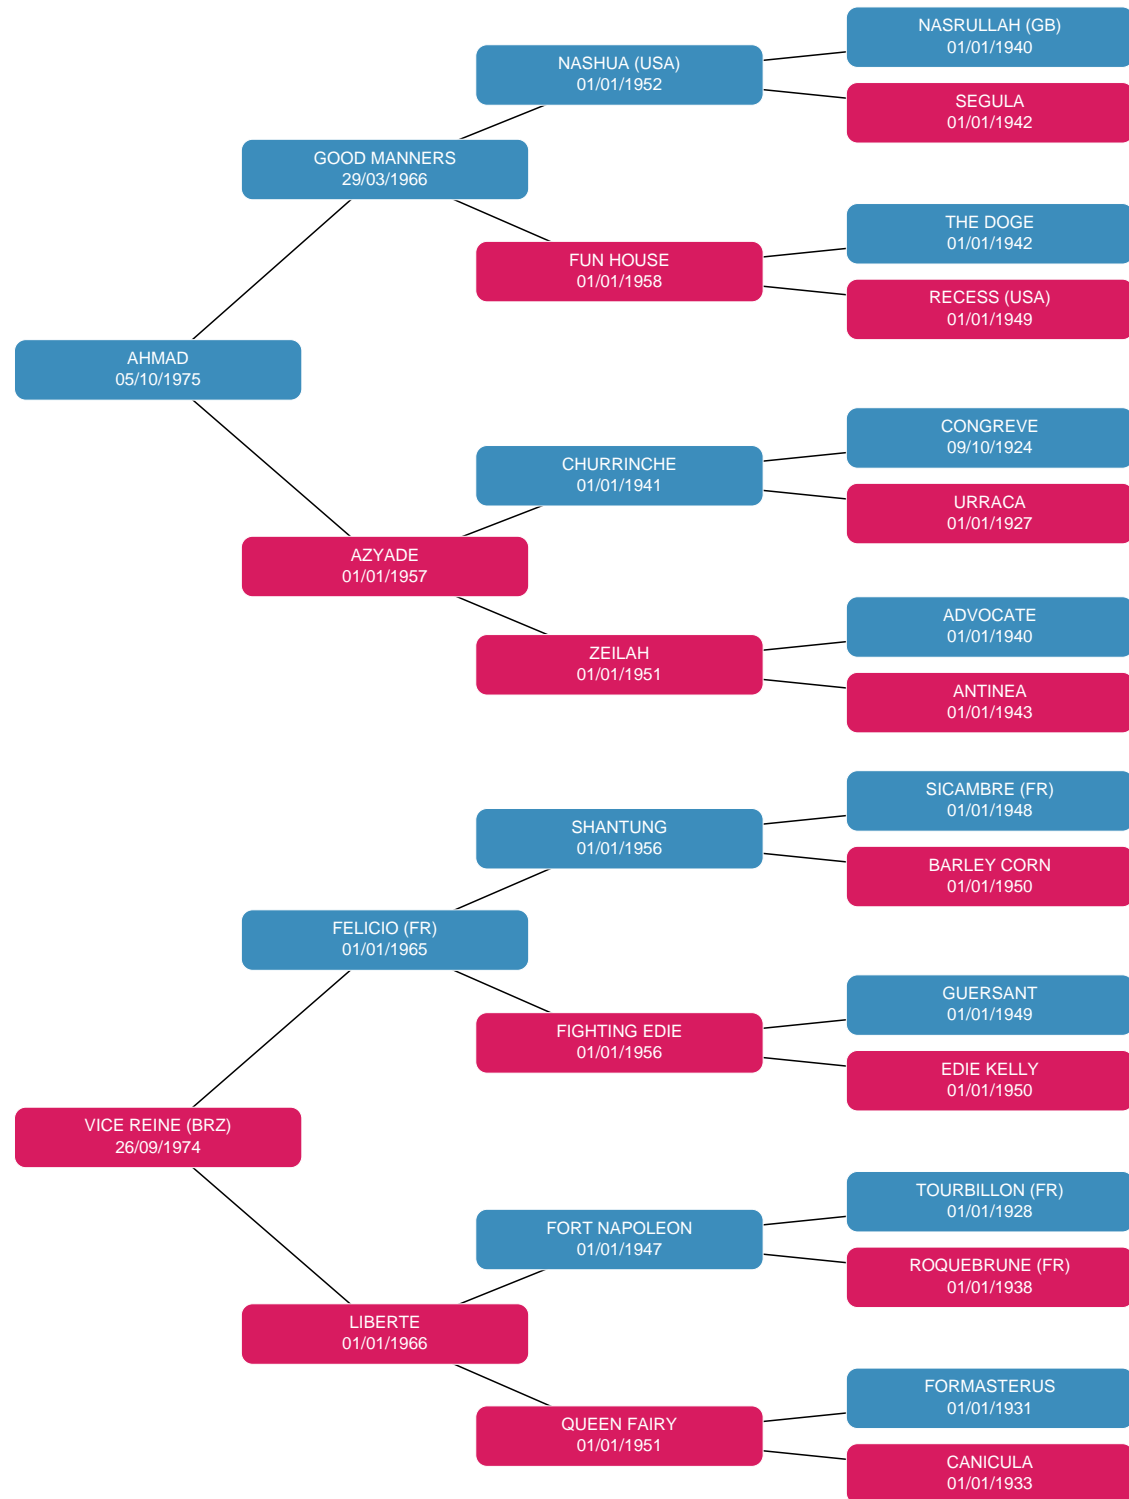 NASRULLAH (GB)
01/01/1940
NASHUA (USA)
01/01/1952
SEGULA
01/01/1942
GOOD MANNERS
29/03/1966
THE DOGE
01/01/1942
FUN HOUSE
01/01/1958
RECESS (USA)
01/01/1949
AHMAD
05/10/1975
CONGREVE
09/10/1924
CHURRINCHE
01/01/1941
URRACA
01/01/1927
AZYADE
01/01/1957
ADVOCATE
01/01/1940
ZEILAH
01/01/1951
ANTINEA
01/01/1943
SICAMBRE (FR)
01/01/1948
SHANTUNG
01/01/1956
BARLEY CORN
01/01/1950
FELICIO (FR)
01/01/1965
GUERSANT
01/01/1949
FIGHTING EDIE
01/01/1956
EDIE KELLY
01/01/1950
VICE REINE (BRZ)
26/09/1974
TOURBILLON (FR)
01/01/1928
FORT NAPOLEON
01/01/1947
ROQUEBRUNE (FR)
01/01/1938
LIBERTE
01/01/1966
FORMASTERUS
01/01/1931
QUEEN FAIRY
01/01/1951
CANICULA
01/01/1933